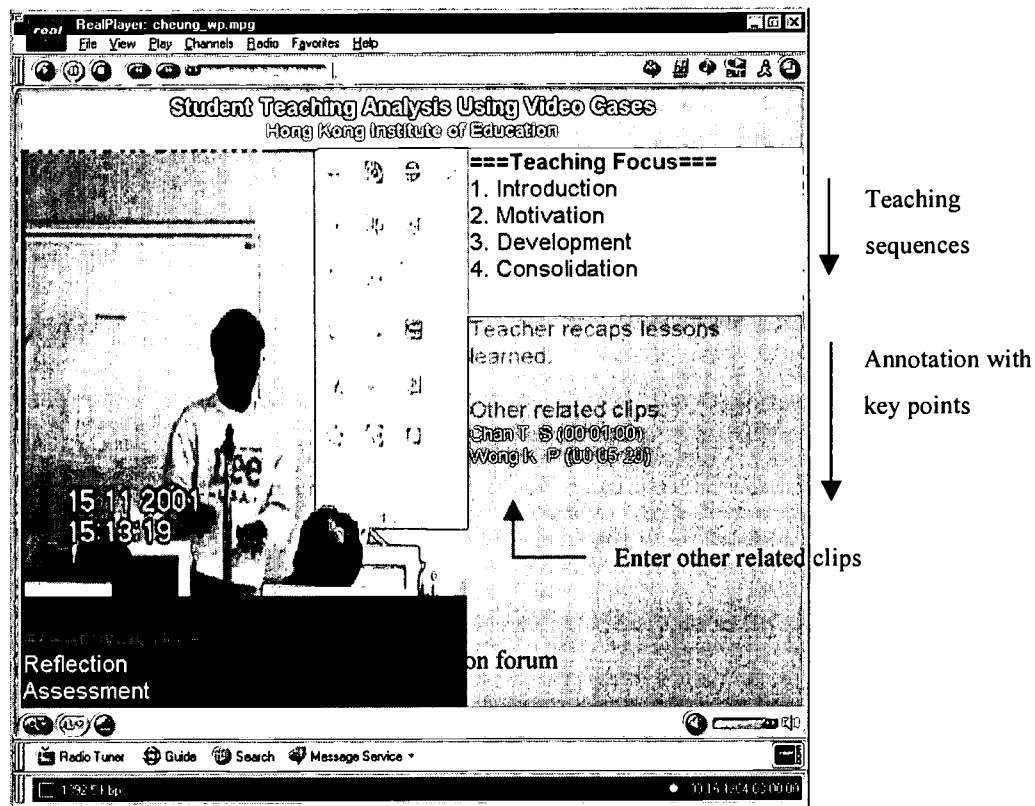 real
RealPlayer: cheung_wp.mpg
File View Play Channels Radio Favorites Help
Student Teaching Analysis Using Video Cases
Hong Kong Institute of Education
===Teaching Focus===
1. Introduction
2. Motivation
3. Development
4. Consolidation
Teaching
sequences
Teacher recaps lessons
learned.
Other related clips:
Chan T S (00:01:00)
Wong K P (00:05:20)
Annotation with
key points
Lee
15 11 2001
15:13:19
Enter other related clips
on forum
Reflection
Assessment
Radio Tuner Guide Search Message Service